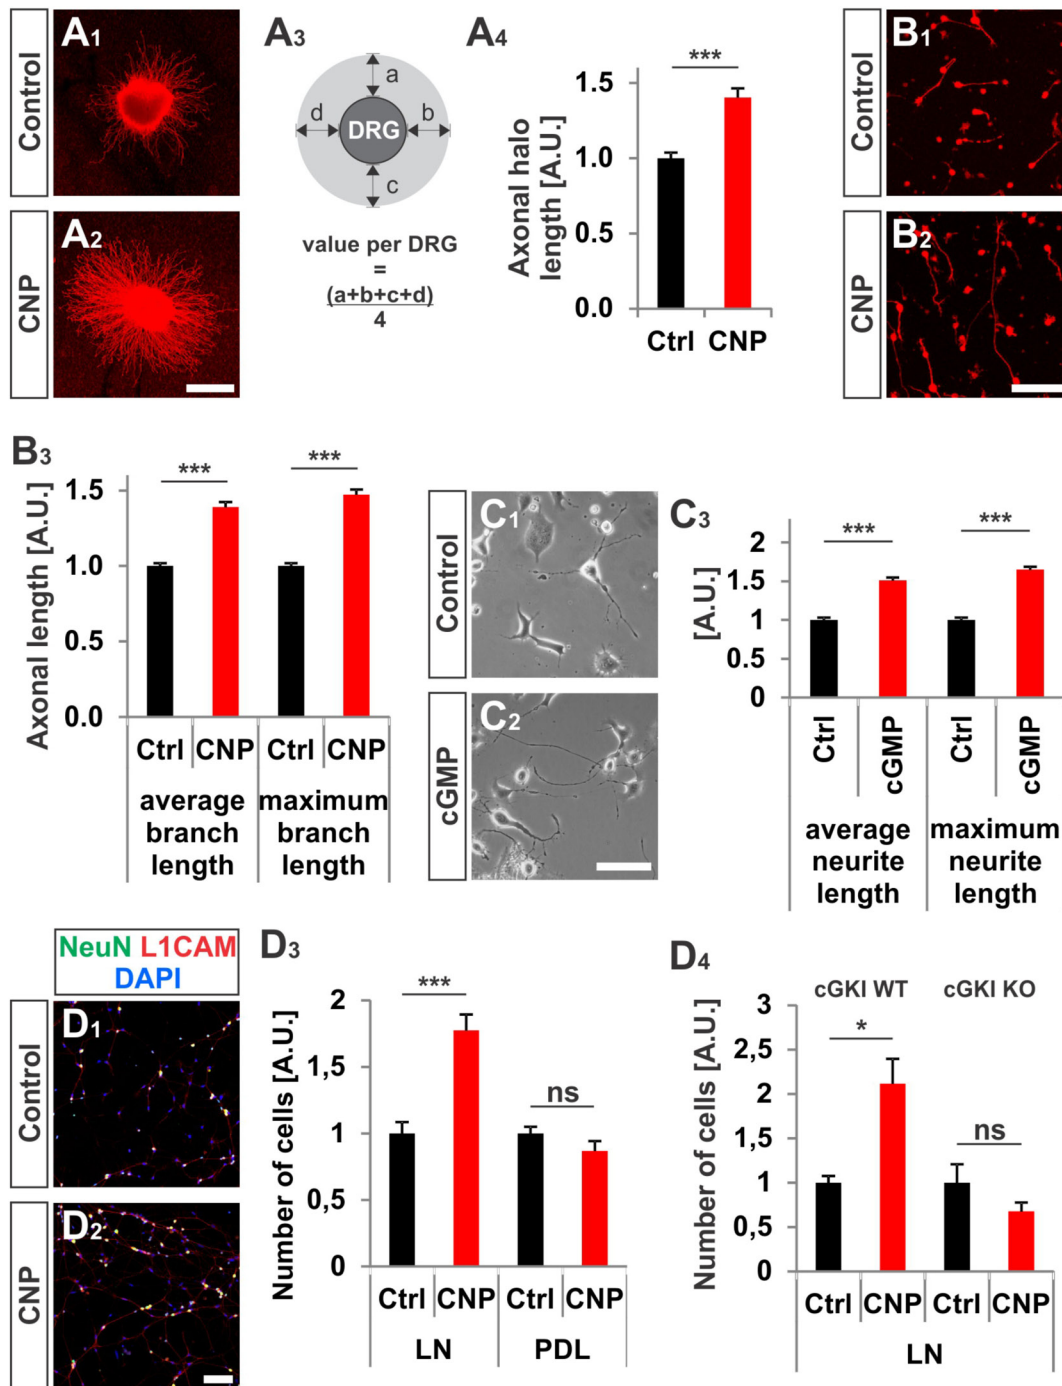 Control
A1
CNP
A2
A3
a
d
DRG
b
c
value per DRG
=
(a+b+c+d)
4
A4
Axonal halo
length [A.U.]
1.5
1.0
0.5
0.0
***
Ctrl CNP
Control
B1
CNP
B2
B3
Axonal length [A.U.]
1.5
1.0
0.5
0.0
*** ***
Ctrl CNP Ctrl CNP
average maximum
branch branch
length length
Control
C1
cGMP
C2
C3
[A.U.]
2
1.5
1
0.5
0
*** ***
Ctrl cGMP Ctrl cGMP
average maximum
neurite neurite
length length
NeuN L1CAM
DAPI
Control
D1
CNP
D2
D3
Number of cells [A.U.]
2
1,5
1
0,5
0
*** ns
Ctrl CNP Ctrl CNP
LN PDL
D4
cGKI WT cGKI KO
Number of cells [A.U.]
3
2,5
2
1,5
1
0,5
0
* ns
Ctrl CNP Ctrl CNP
LN